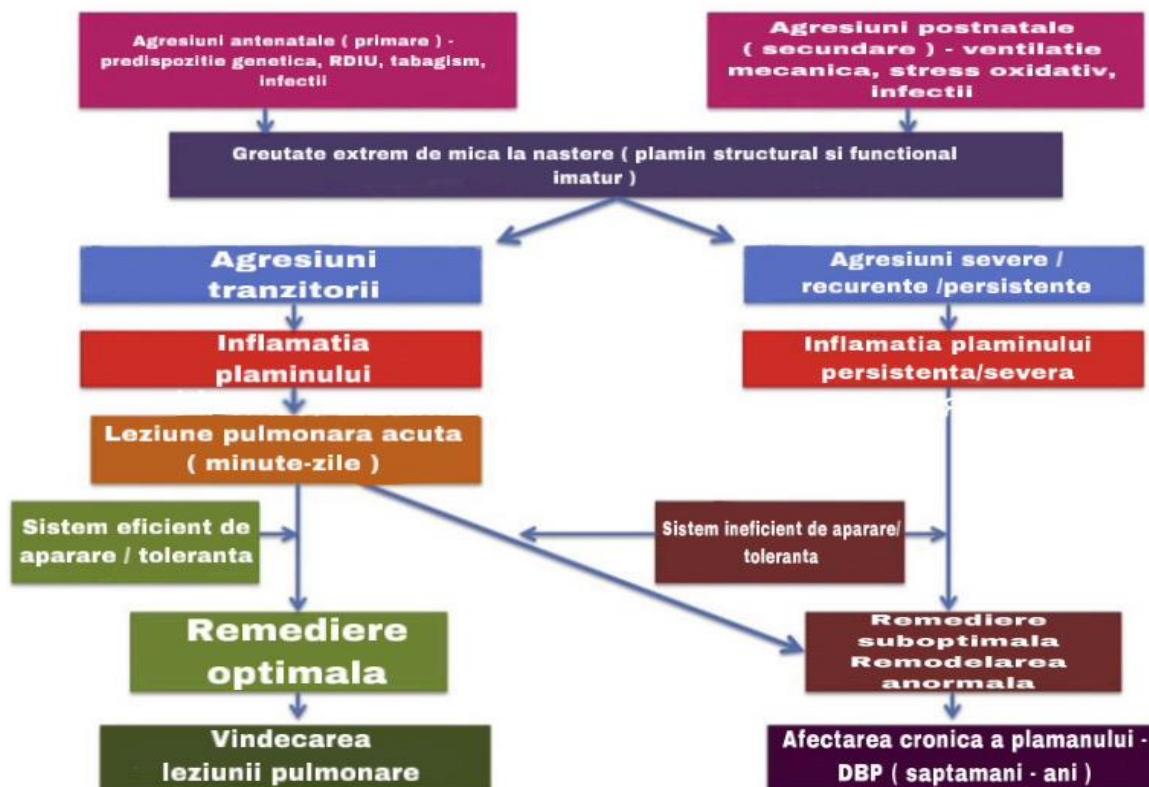 Agresiuni antenatale ( primare ) -
predispozitie genetica, RDIU, tabagism,
infectii
Agresiuni postnatale
( secundare ) - ventilatie
mecanica, stress oxidativ,
infectii
Greutate extrem de mica la nastere ( plamin structural si functional
imatur )
Agresiuni
tranzitorii
Agresiuni severe /
recurente /persistente
Inflamatia
plaminului
Inflamatia plaminului
persistenta/severa
Leziune pulmonara acuta
( minute-zile )
Sistem eficient de
aparare / toleranta
Sistem ineficient de aparare/
toleranta
Remediere
optimala
Remediere
suboptimala
Remodelarea
anormala
Vindecarea
leziunii pulmonare
Afectarea cronica a plamanului -
DBP ( saptamani - ani )